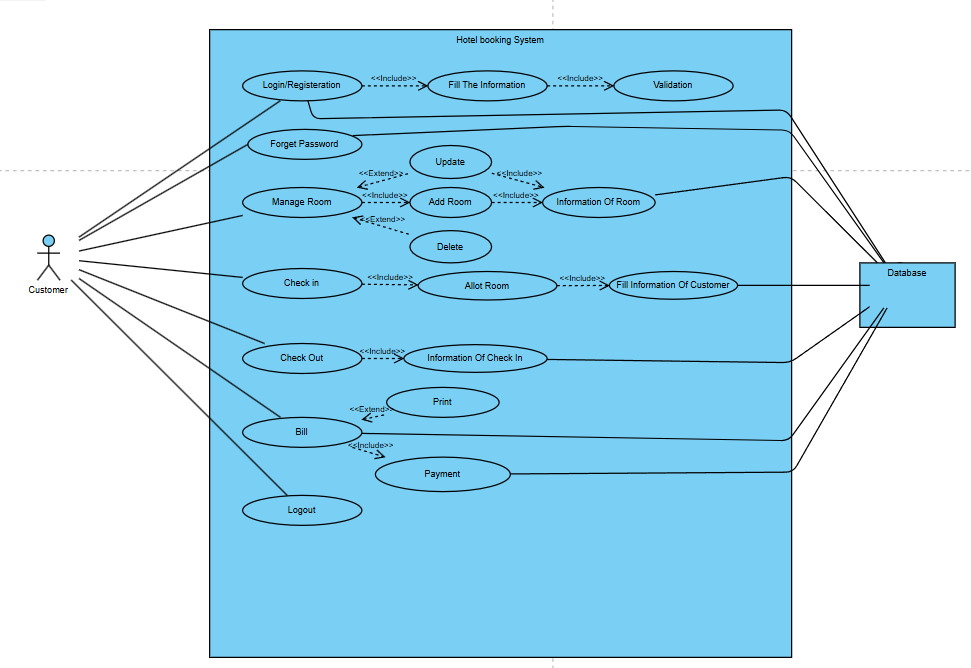 Hotel booking System
Login/Registeration
<<Include>>
Fill The Information
<<Include>>
Validation
Forget Password
Update
<<Extend>>
<<Include>>
Manage Room
<<Include>>
Add Room
<<Include>>
Information Of Room
<<Extend>>
Delete
Customer
Database
Check in
<<Include>>
Allot Room
<<Include>>
Fill Information Of Customer
Check Out
<<Include>>
Information Of Check In
Print
<<Extend>>
Bill
<<Include>>
Payment
Logout